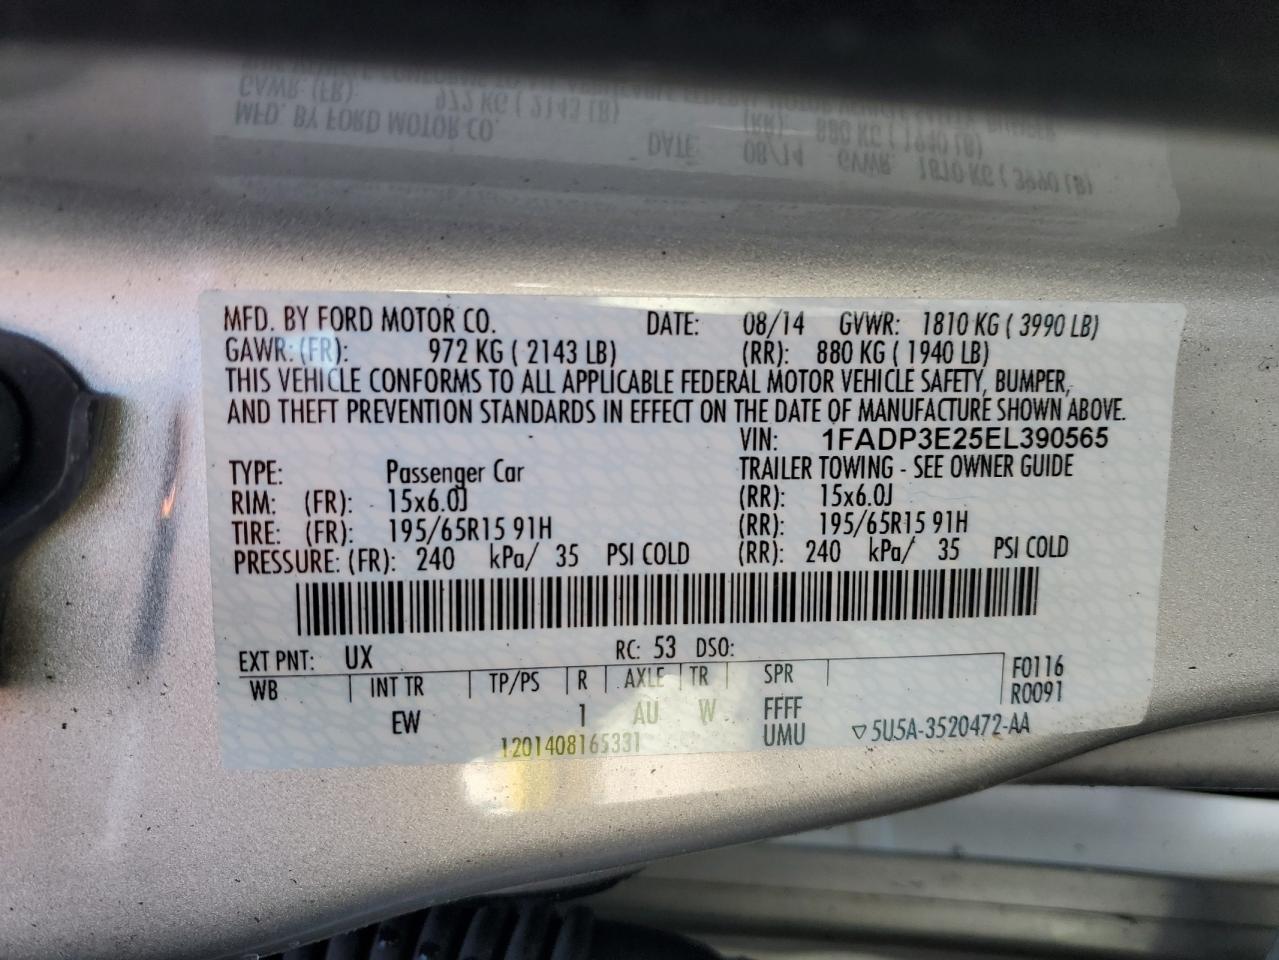 MFD. BY FORD MOTOR CO. DATE: 08/14 GVWR: 1810 KG ( 3990 LB)
GAWR: (FR): 972 KG ( 2143 LB) (RR): 880 KG ( 1940 LB)
THIS VEHICLE CONFORMS TO ALL APPLICABLE FEDERAL MOTOR VEHICLE SAFETY, BUMPER,
AND THEFT PREVENTION STANDARDS IN EFFECT ON THE DATE OF MANUFACTURE SHOWN ABOVE.
VIN: 1FADP3E25EL390565
TYPE: Passenger Car TRAILER TOWING - SEE OWNER GUIDE
RIM: (FR): 15x6.0J (RR): 15x6.0J
TIRE: (FR): 195/65R15 91H (RR): 195/65R15 91H
PRESSURE: (FR): 240 kPa/ 35 PSI COLD (RR): 240 kPa/ 35 PSI COLD
EXT PNT: UX RC: 53 DSO:
WB INT TR TP/PS R AXLE TR SPR F0116
R0091
EW 1 AU W FFFF
1201408165331 UMU ▽5U5A-3520472-AA